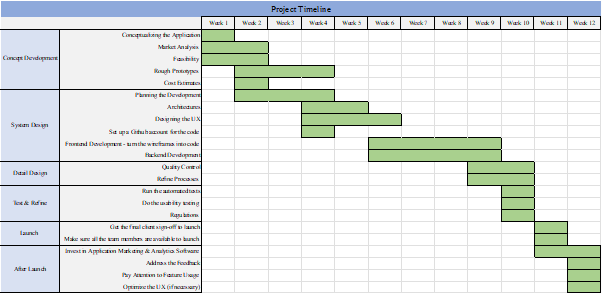 Project Timeline
Week 1 Week 2 Week 3 Week 4 Week 5 Week 6 Week 7 Week 8 Week 9 Week 10 Week 11 Week 12
Concept Development
Conceptualizing the Application
Market Analysis
Feasibility
Rough Prototypes
Cost Estimates
System Design
Planning the Development
Architectures
Designing the UX
Set up a Github account for the code
Frontend Development - turn the wireframes into code
Backend Development
Detail Design
Quality Control
Refine Processes
Test & Refine
Run the automated tests
Do the usability testing
Regulations
Launch
Get the final client sign-off to launch
Make sure all the team members are available to launch
After Launch
Invest in Application Marketing & Analytics Software
Address the Feedback
Pay Attention to Feature Usage
Optimize the UX (if necessary)